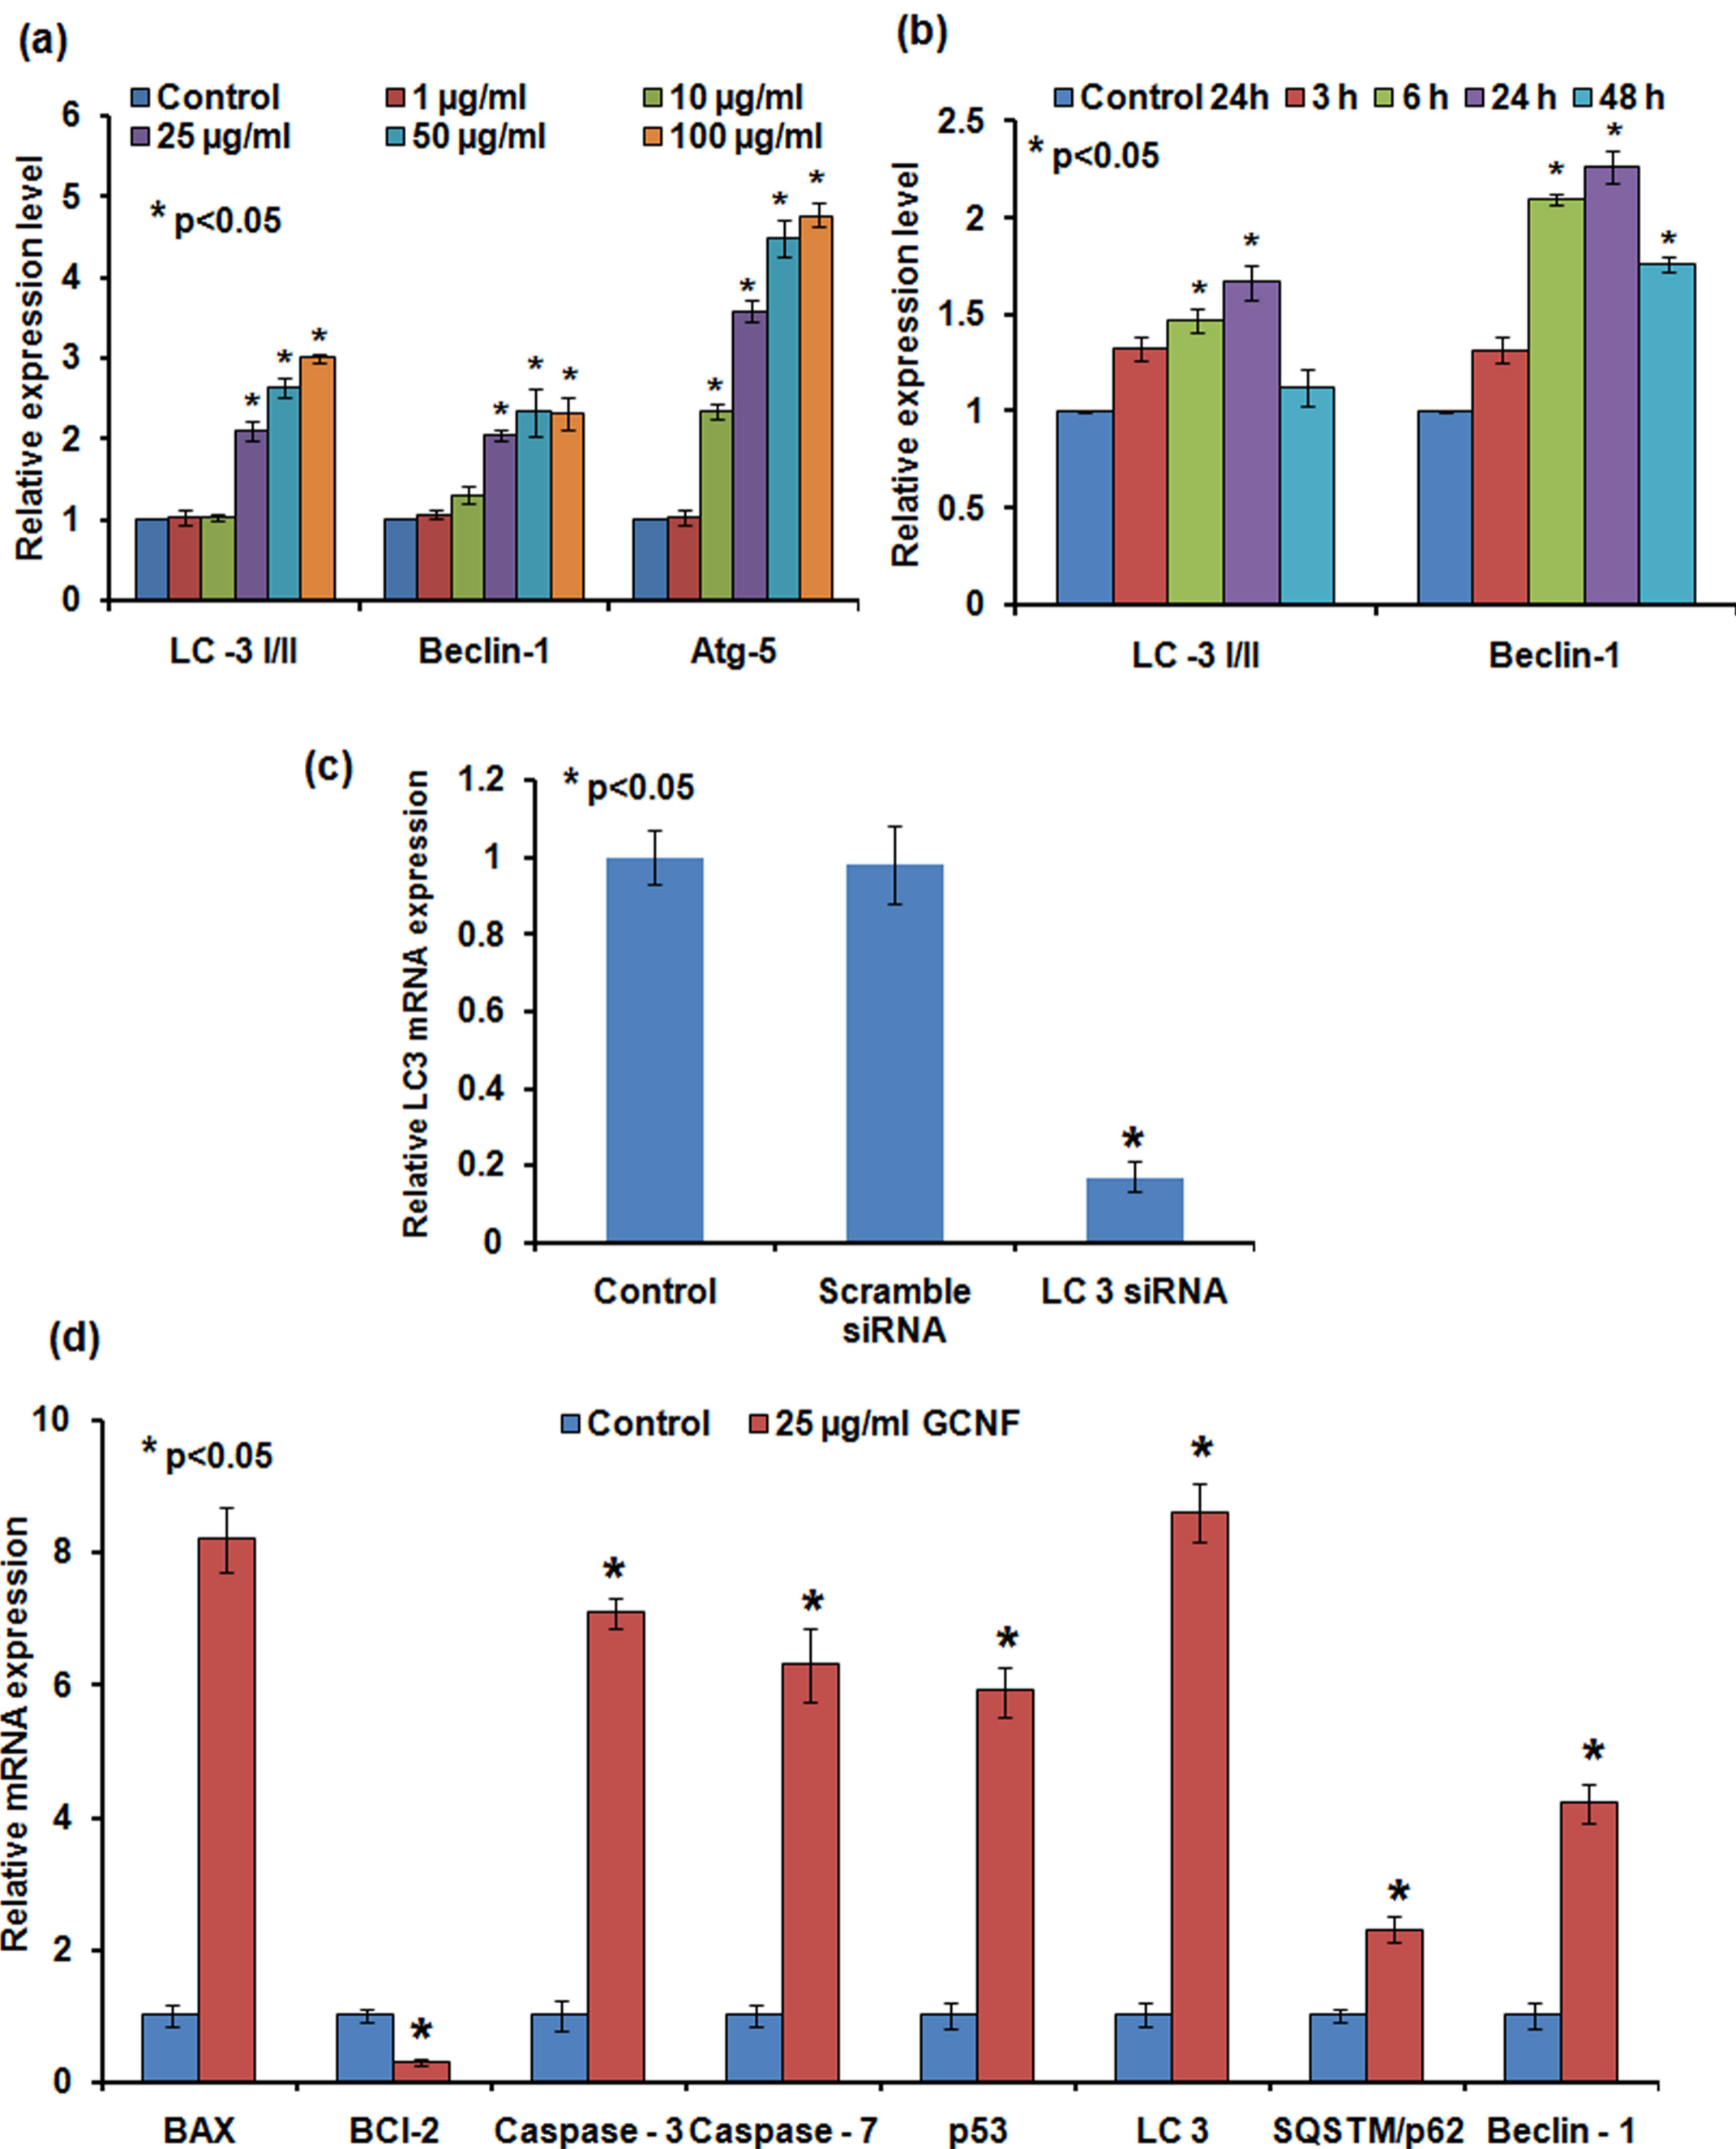 (a)
Control 1 µg/ml 10 µg/ml
25 µg/ml 50 µg/ml 100 µg/ml
* p<0.05
Relative expression level
6
5
4
3
2
1
0
* * * * * * * * * *
LC -3 I/II Beclin-1 Atg-5
(b)
Control 24h 3 h 6 h 24 h 48 h
* p<0.05
Relative expression level
2.5
2
1.5
1
0.5
0
* * * * *
LC -3 I/II Beclin-1
(c)
* p<0.05
Relative LC3 mRNA expression
1.2
1
0.8
0.6
0.4
0.2
0
*
Control Scramble LC 3 siRNA
siRNA
(d)
Control 25 µg/ml GCNF
* p<0.05
Relative mRNA expression
10
8
6
4
2
0
* * * * * * *
BAX BCl-2 Caspase - 3 Caspase - 7 p53 LC 3 SQSTM/p62 Beclin - 1